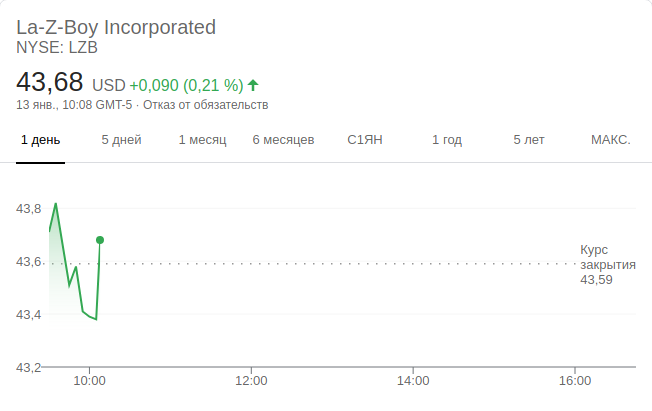 La-Z-Boy Incorporated
NYSE: LZB
43,68 USD +0,090 (0,21 %)
13 янв., 10:08 GMT-5 · Отказ от обязательств
1 день 5 дней 1 месяц 6 месяцев С1ЯН 1 год 5 лет МАКС.
43,8
43,6
43,4
43,2
Курс
закрытия
43,59
10:00 12:00 14:00 16:00